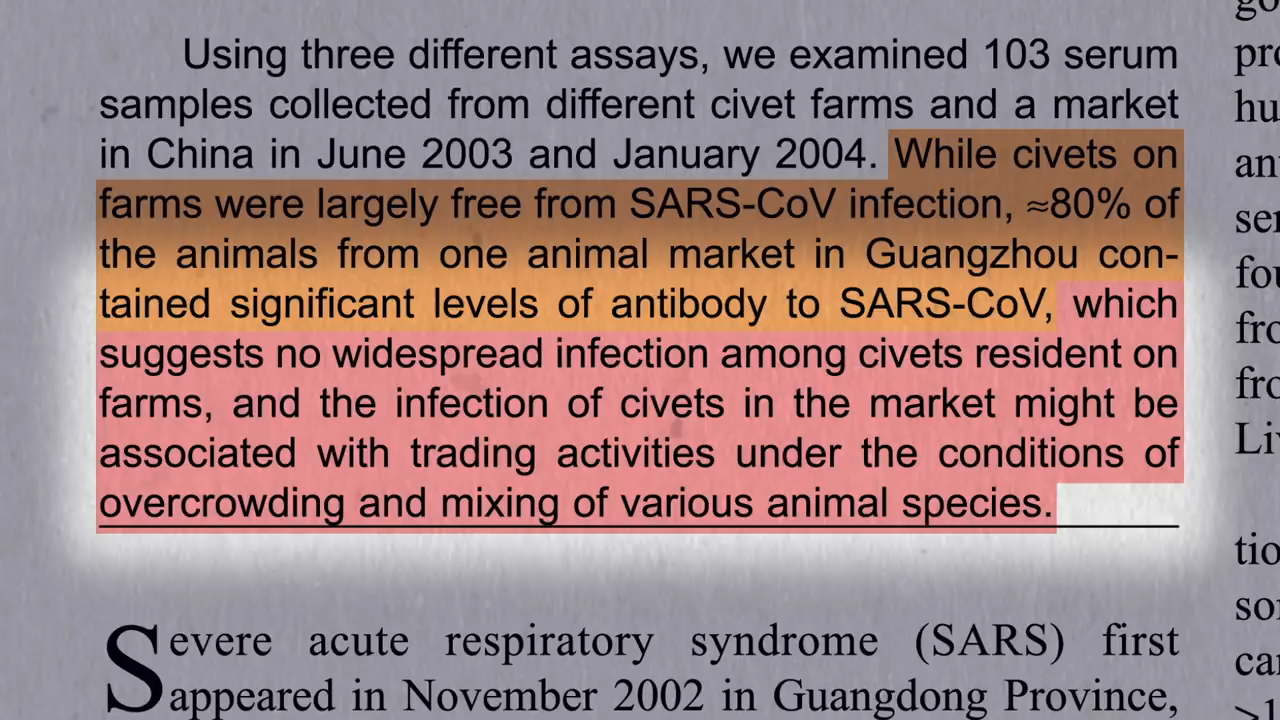 Using three different assays, we examined 103 serum
samples collected from different civet farms and a market
in China in June 2003 and January 2004. While civets on
farms were largely free from SARS-CoV infection, ≈80% of
the animals from one animal market in Guangzhou con-
tained significant levels of antibody to SARS-CoV, which
suggests no widespread infection among civets resident on
farms, and the infection of civets in the market might be
associated with trading activities under the conditions of
overcrowding and mixing of various animal species.
Severe acute respiratory syndrome (SARS) first
appeared in November 2002 in Guangdong Province,